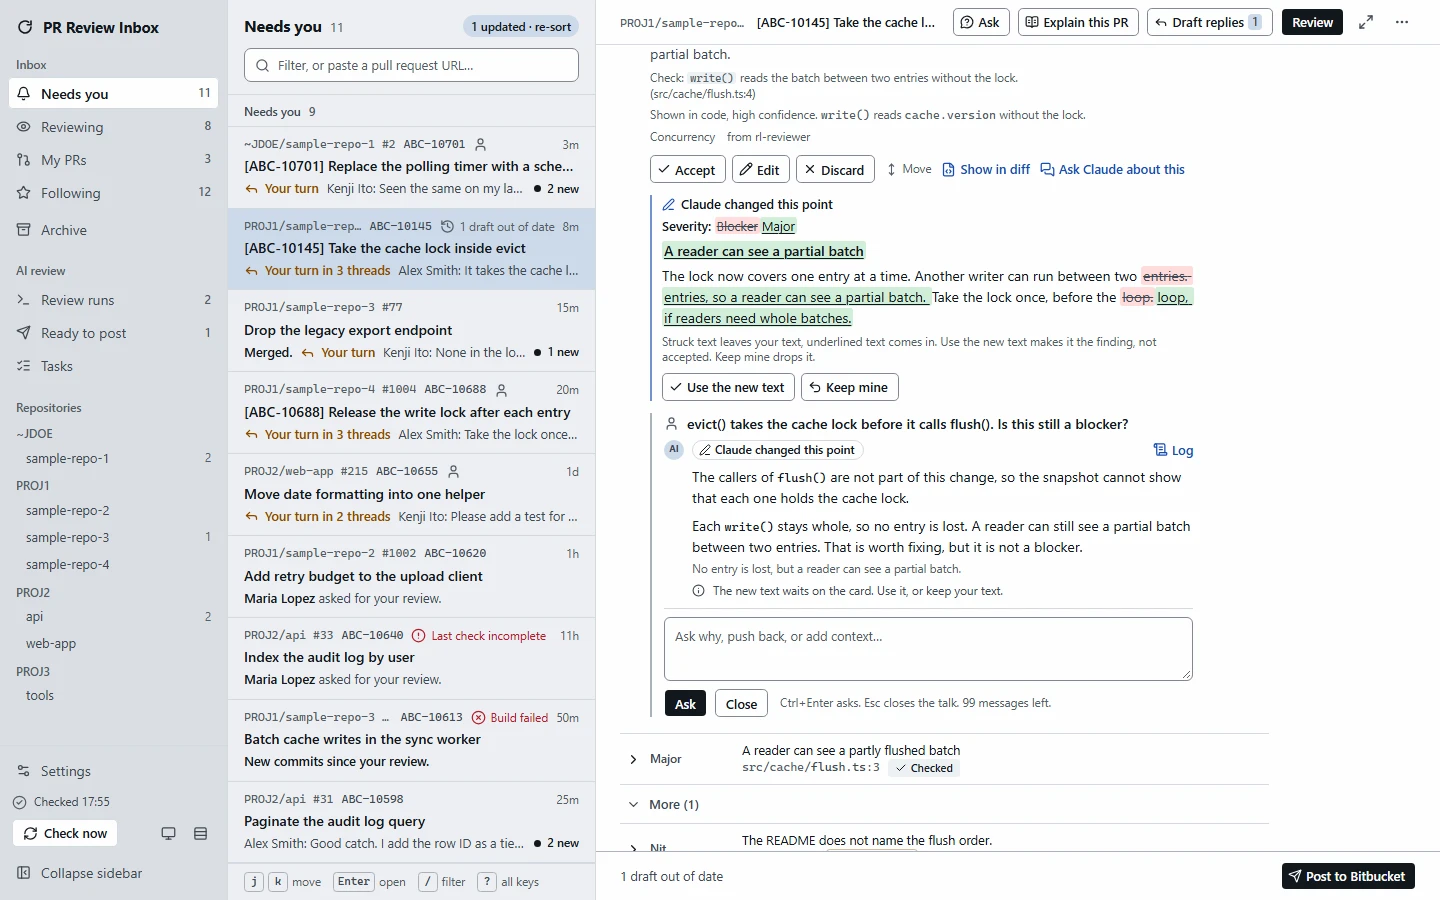 PR Review Inbox
Inbox
Needs you 11
Reviewing 8
My PRs 3
Following 12
Archive
AI review
Review runs 2
Ready to post 1
Tasks
Repositories
~JDOE
sample-repo-1 2
PROJ1
sample-repo-2
sample-repo-3 1
sample-repo-4
PROJ2
api 2
web-app
PROJ3
tools
Settings
Checked 17:55
Check now
Collapse sidebar
Needs you 11
1 updated · re-sort
Filter, or paste a pull request URL...
Needs you 9
~JDOE/sample-repo-1 #2 ABC-10701 3m
[ABC-10701] Replace the polling timer with a sche...
Your turn Kenji Ito: Seen the same on my la... 2 new
PROJ1/sample-rep... ABC-10145 1 draft out of date 8m
[ABC-10145] Take the cache lock inside evict
Your turn in 3 threads Alex Smith: It takes the cache l...
PROJ1/sample-repo-3 #77 15m
Drop the legacy export endpoint
Merged. Your turn Kenji Ito: None in the lo... 1 new
PROJ1/sample-repo-4 #1004 ABC-10688 20m
[ABC-10688] Release the write lock after each entry
Your turn in 3 threads Alex Smith: Take the lock once...
PROJ2/web-app #215 ABC-10655 1d
Move date formatting into one helper
Your turn in 2 threads Kenji Ito: Please add a test for ...
PROJ1/sample-repo-2 #1002 ABC-10620 1h
Add retry budget to the upload client
Maria Lopez asked for your review.
PROJ2/api #33 ABC-10640 Last check incomplete 11h
Index the audit log by user
Maria Lopez asked for your review.
PROJ1/sample-repo-3 ... ABC-10613 Build failed 50m
Batch cache writes in the sync worker
New commits since your review.
PROJ2/api #31 ABC-10598 25m
Paginate the audit log query
Alex Smith: Good catch. I add the row ID as a tie... 2 new
j k move Enter open / filter ? all keys
PROJ1/sample-repo... [ABC-10145] Take the cache l...
Ask
Explain this PR
Draft replies 1
Review
partial batch.
Check: write() reads the batch between two entries without the lock.
(src/cache/flush.ts:4)
Shown in code, high confidence. write() reads cache.version without the lock.
Concurrency from rl-reviewer
Accept Edit Discard Move Show in diff Ask Claude about this
Claude changed this point
Severity: Blocker Major
A reader can see a partial batch
The lock now covers one entry at a time. Another writer can run between two entries.
entries, so a reader can see a partial batch. Take the lock once, before the loop. loop,
if readers need whole batches.
Struck text leaves your text, underlined text comes in. Use the new text makes it the finding, not
accepted. Keep mine drops it.
Use the new text Keep mine
evict() takes the cache lock before it calls flush(). Is this still a blocker?
AI Claude changed this point Log
The callers of flush() are not part of this change, so the snapshot cannot show
that each one holds the cache lock.
Each write() stays whole, so no entry is lost. A reader can still see a partial batch
between two entries. That is worth fixing, but it is not a blocker.
No entry is lost, but a reader can see a partial batch.
The new text waits on the card. Use it, or keep your text.
Ask why, push back, or add context...
Ask Close Ctrl+Enter asks. Esc closes the talk. 99 messages left.
Major A reader can see a partly flushed batch
src/cache/flush.ts:3 Checked
More (1)
Nit The README does not name the flush order.
1 draft out of date
Post to Bitbucket